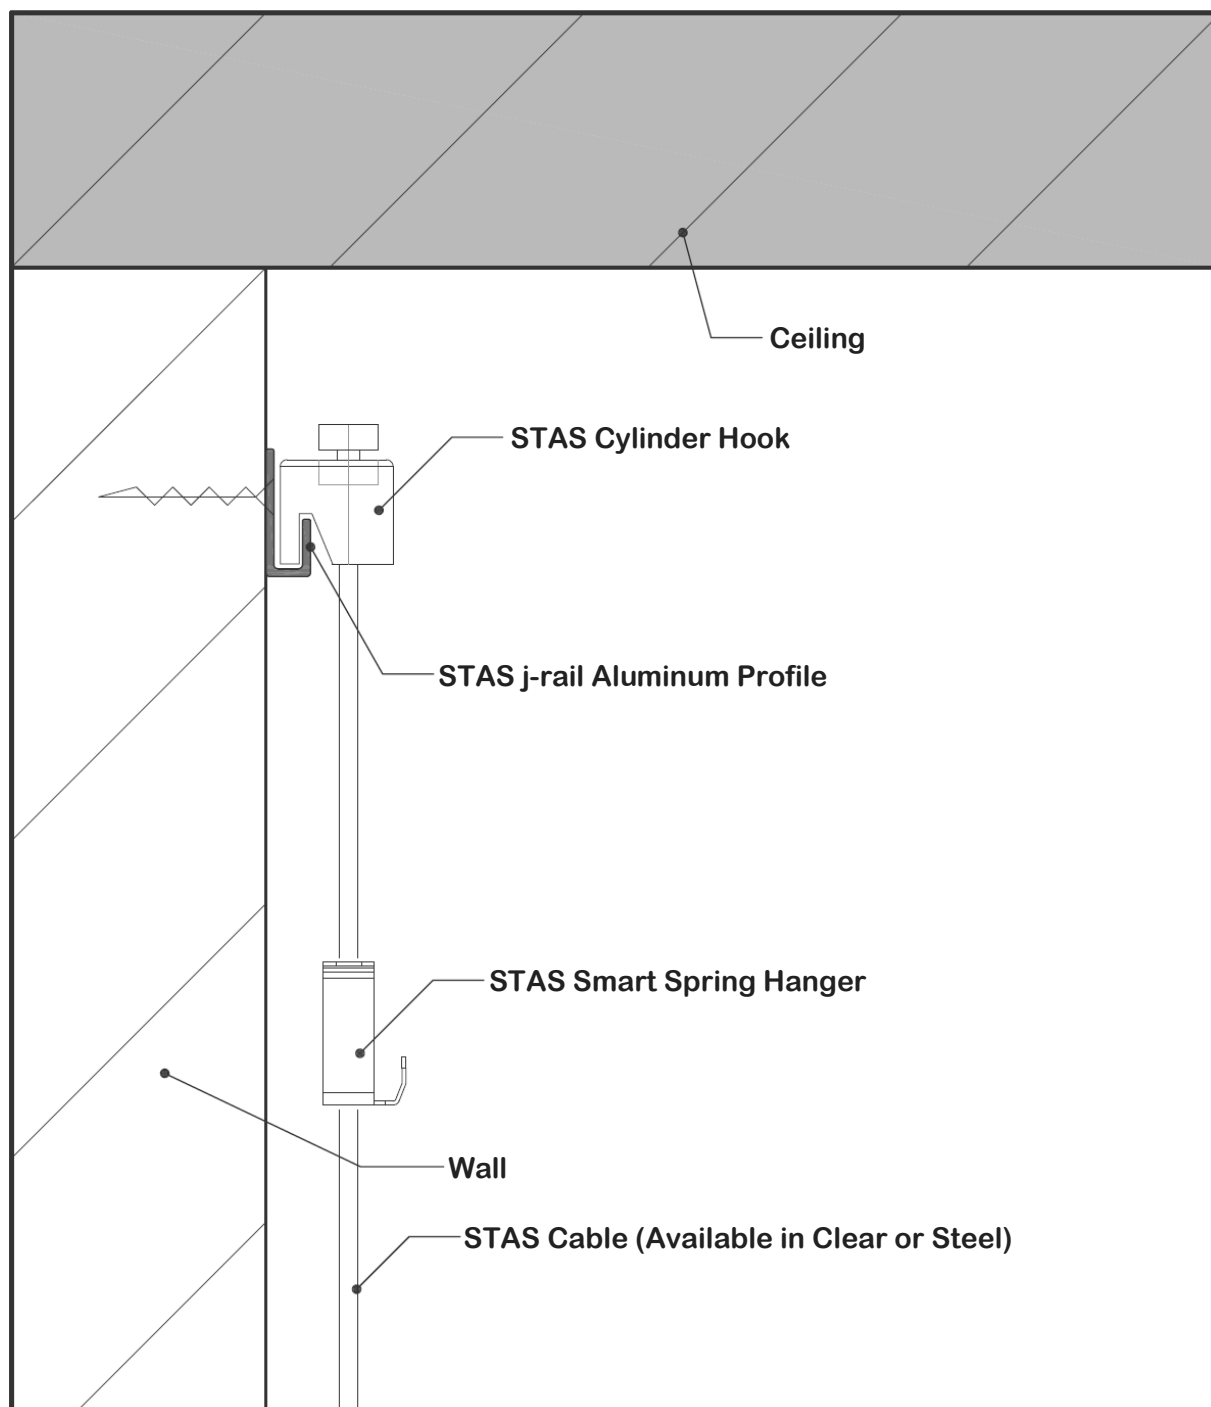 Ceiling
STAS Cylinder Hook
STAS j-rail Aluminum Profile
STAS Smart Spring Hanger
Wall
STAS Cable (Available in Clear or Steel)